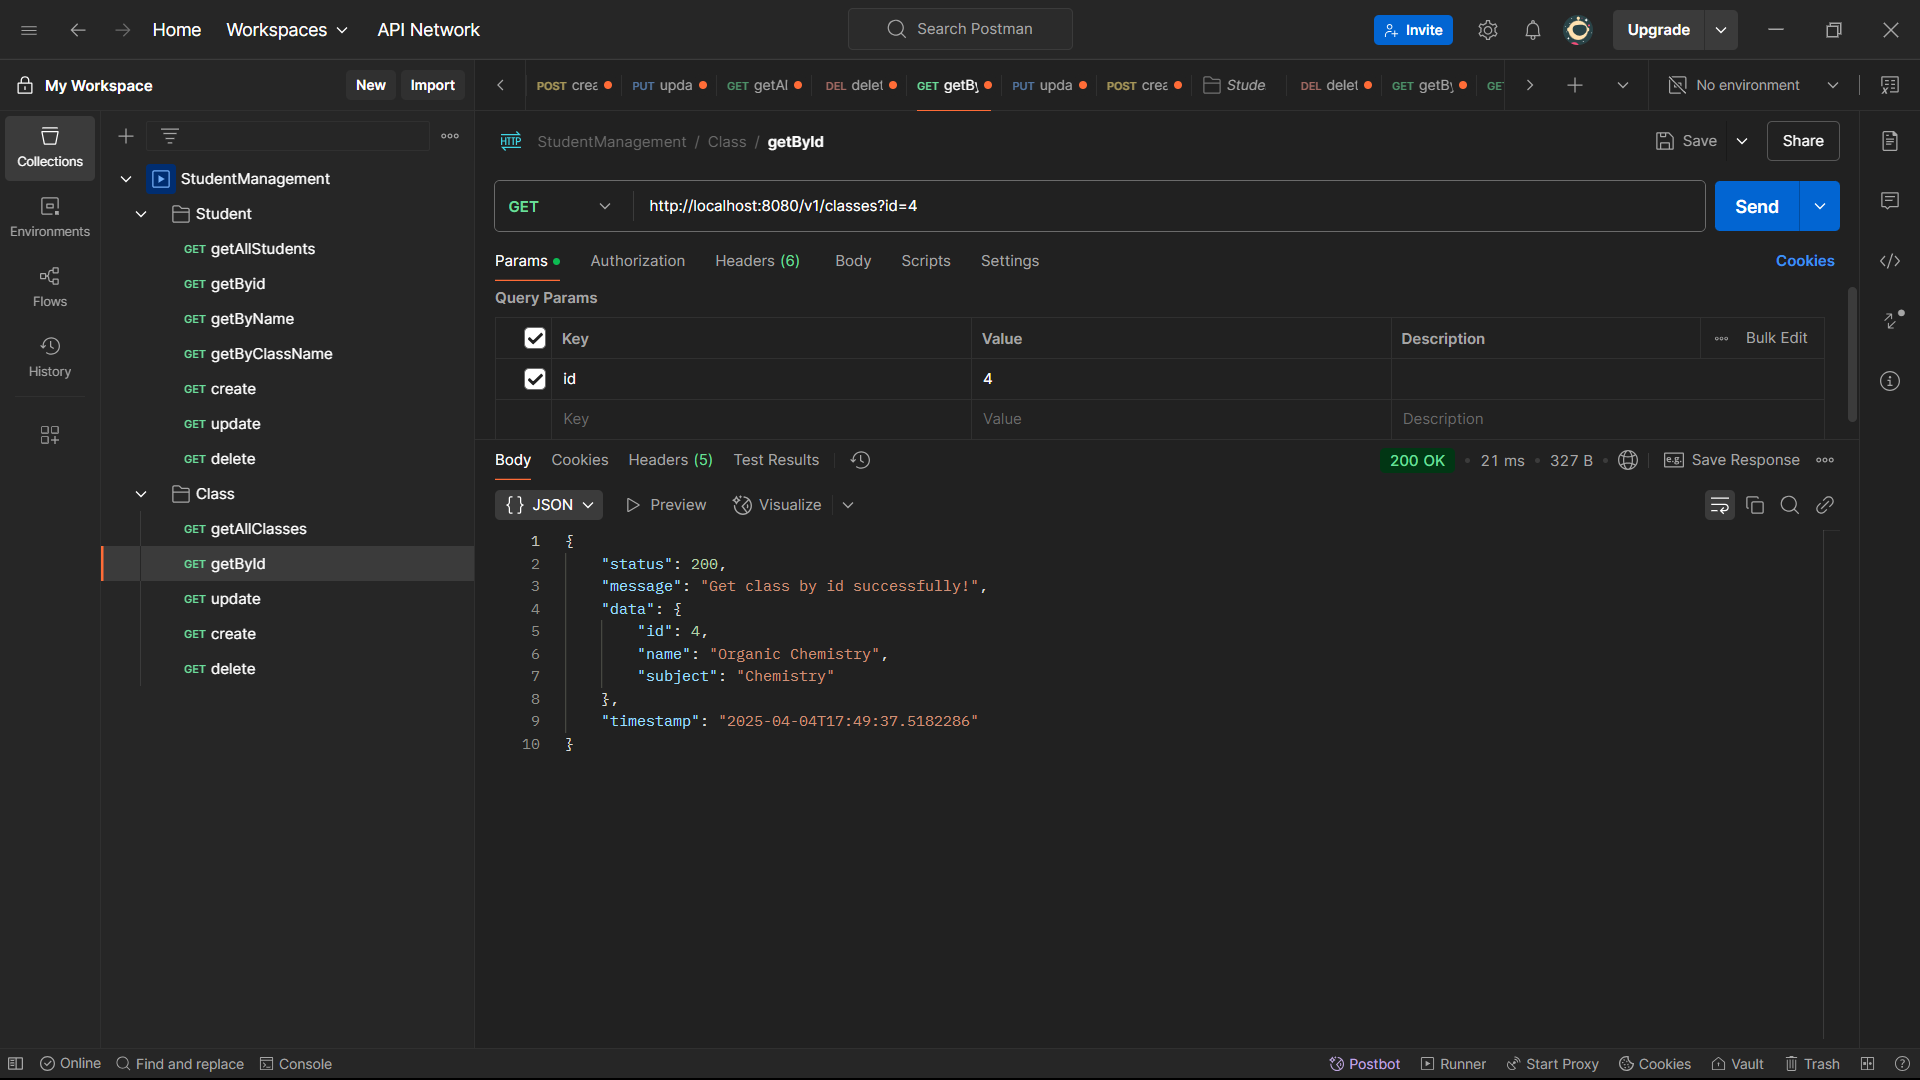 Home Workspaces API Network Search Postman Invite Upgrade
My Workspace New Import
POST crea PUT upda GET getAl DEL delet GET getBy PUT upda POST crea Stude DEL delet GET getBy GET No environment
Collections
Environments
Flows
History
StudentManagement
Student
GET getAllStudents
GET getByid
GET getByName
GET getByClassName
GET create
GET update
GET delete
Class
GET getAllClasses
GET getById
GET update
GET create
GET delete
HTTP StudentManagement / Class / getById Save Share
GET http://localhost:8080/v1/classes?id=4 Send
Params Authorization Headers (6) Body Scripts Settings Cookies
Query Params
Key Value Description Bulk Edit
id 4
Key Value Description
Body Cookies Headers (5) Test Results 200 OK 21 ms 327 B e.g. Save Response
{} JSON Preview Visualize
1 {
2 "status": 200,
3 "message": "Get class by id successfully!",
4 "data": {
5 "id": 4,
6 "name": "Organic Chemistry",
7 "subject": "Chemistry"
8 },
9 "timestamp": "2025-04-04T17:49:37.5182286"
10 }
Online Find and replace Console Postbot Runner Start Proxy Cookies Vault Trash